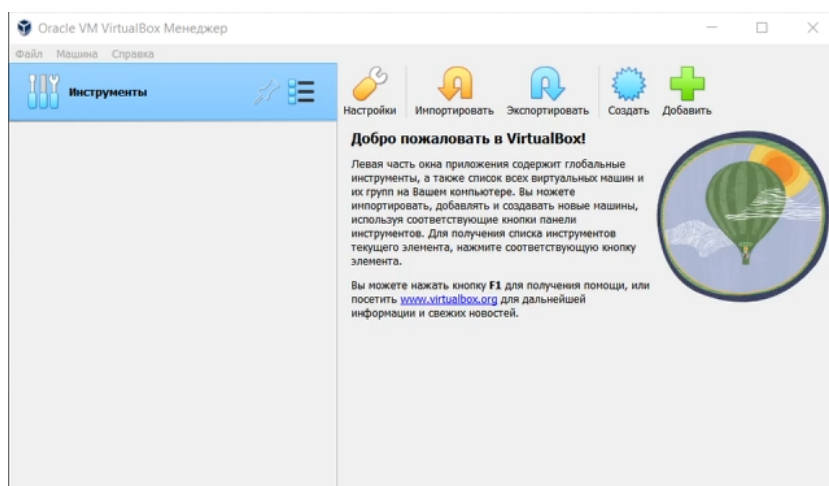 Oracle VM VirtualBox Менеджер
Файл Машина Справка
Инструменты
Настройки Импортировать Экспортировать Создать Добавить
Добро пожаловать в VirtualBox!
Левая часть окна приложения содержит глобальные
инструменты, а также список всех виртуальных машин и
их групп на Вашем компьютере. Вы можете
импортировать, добавлять и создавать новые машины,
используя соответствующие кнопки панели
инструментов. Для получения списка инструментов
текущего элемента, нажмите соответствующую кнопку
элемента.
Вы можете нажать кнопку F1 для получения помощи, или
посетить www.virtualbox.org для дальнейшей
информации и свежих новостей.